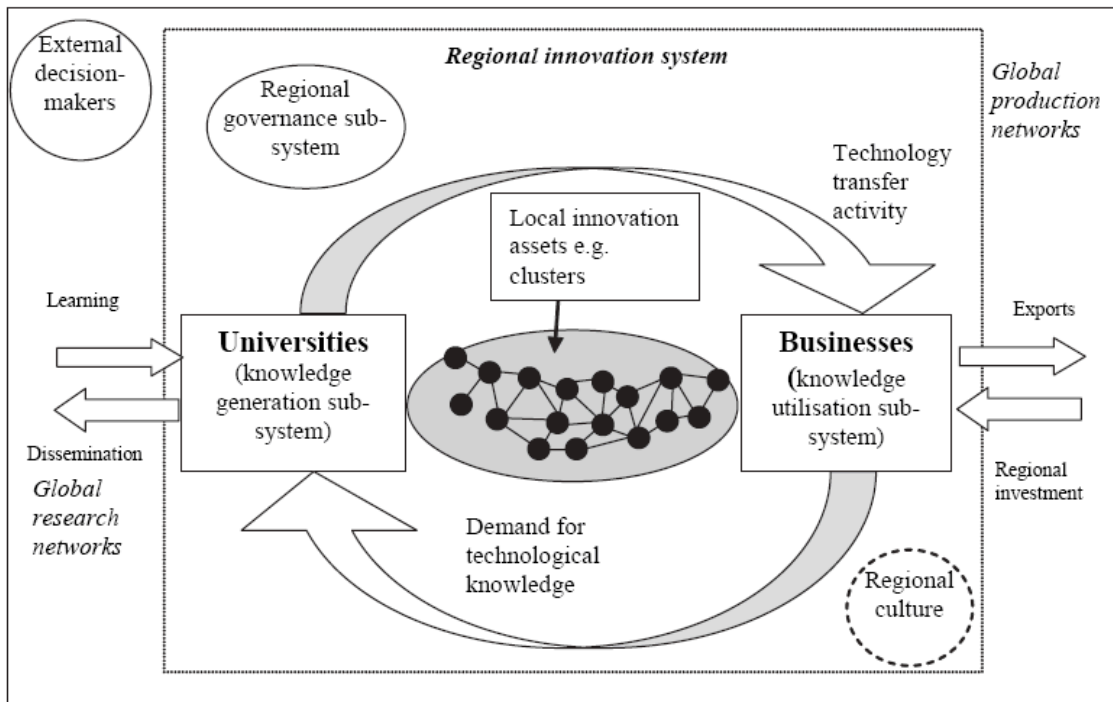 External
decision-
makers
Regional innovation system
Regional
governance sub-
system
Global
production
networks
Technology
transfer
activity
Local innovation
assets e.g.
clusters
Learning
Universities
(knowledge
generation sub-
system)
Businesses
(knowledge
utilisation sub-
system)
Exports
Dissemination
Global
research
networks
Regional
investment
Demand for
technological
knowledge
Regional
culture